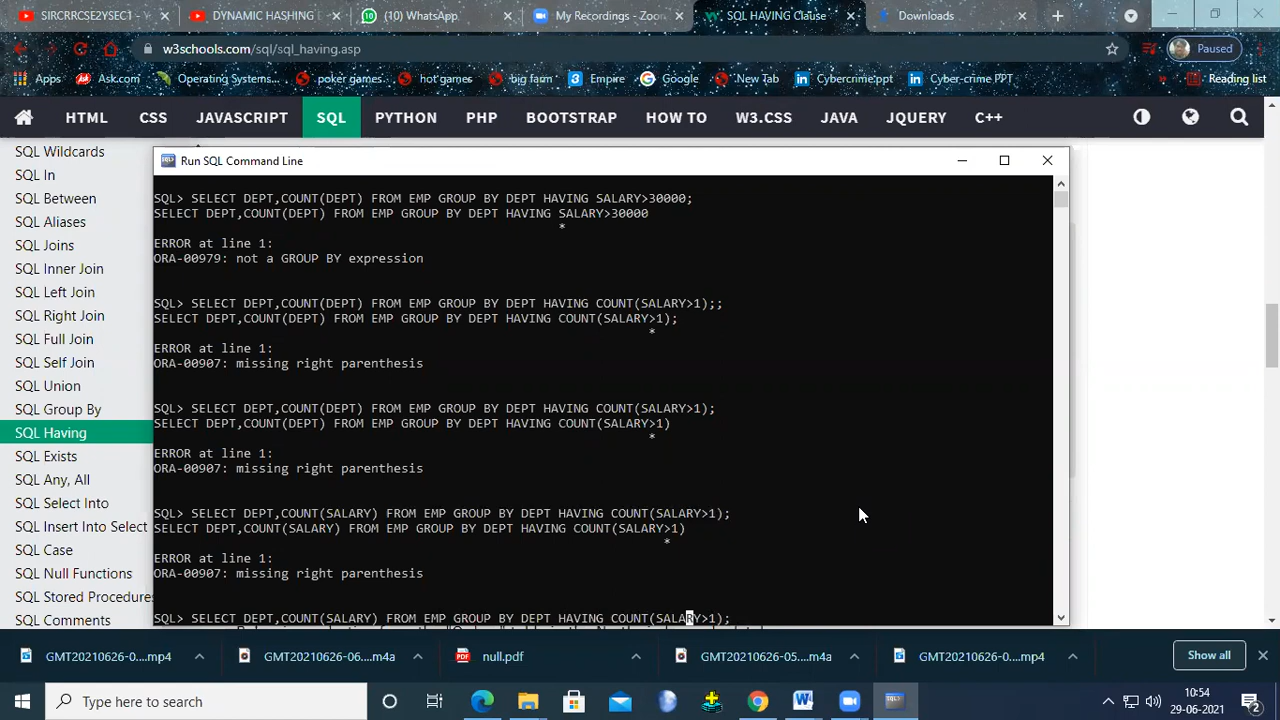 SIRCRRCSE2YSECT1 - Y
DYNAMIC HASHING E
(10) WhatsApp
My Recordings - Zoo
SQL HAVING Clause
Downloads
w3schools.com/sql/sql_having.asp
Paused
Apps
Ask.com
Operating Systems...
poker games
hot games
big farm
Empire
Google
New Tab
Cybercrime ppt
Cyber-crime PPT
Reading list
HTML
CSS
JAVASCRIPT
SQL
PYTHON
PHP
BOOTSTRAP
HOW TO
W3.CSS
JAVA
JQUERY
C++
SQL Wildcards
SQL In
SQL Between
SQL Aliases
SQL Joins
SQL Inner Join
SQL Left Join
SQL Right Join
SQL Full Join
SQL Self Join
SQL Union
SQL Group By
SQL Having
SQL Exists
SQL Any, All
SQL Select Into
SQL Insert Into Select
SQL Case
SQL Null Functions
SQL Stored Procedures
SQL Comments
Run SQL Command Line
SQL> SELECT DEPT,COUNT(DEPT) FROM EMP GROUP BY DEPT HAVING SALARY>30000;
SELECT DEPT,COUNT(DEPT) FROM EMP GROUP BY DEPT HAVING SALARY>30000
*
ERROR at line 1:
ORA-00979: not a GROUP BY expression
SQL> SELECT DEPT,COUNT(DEPT) FROM EMP GROUP BY DEPT HAVING COUNT(SALARY>1);;
SELECT DEPT,COUNT(DEPT) FROM EMP GROUP BY DEPT HAVING COUNT(SALARY>1);
*
ERROR at line 1:
ORA-00907: missing right parenthesis
SQL> SELECT DEPT,COUNT(DEPT) FROM EMP GROUP BY DEPT HAVING COUNT(SALARY>1);
SELECT DEPT,COUNT(DEPT) FROM EMP GROUP BY DEPT HAVING COUNT(SALARY>1)
*
ERROR at line 1:
ORA-00907: missing right parenthesis
SQL> SELECT DEPT,COUNT(SALARY) FROM EMP GROUP BY DEPT HAVING COUNT(SALARY>1);
SELECT DEPT,COUNT(SALARY) FROM EMP GROUP BY DEPT HAVING COUNT(SALARY>1)
*
ERROR at line 1:
ORA-00907: missing right parenthesis
SQL> SELECT DEPT,COUNT(SALARY) FROM EMP GROUP BY DEPT HAVING COUNT(SALARY>1);
GMT20210626-0....mp4
GMT20210626-06....m4a
null.pdf
GMT20210626-05....m4a
GMT20210626-0....mp4
Show all
Type here to search
10:54
29-06-2021
2